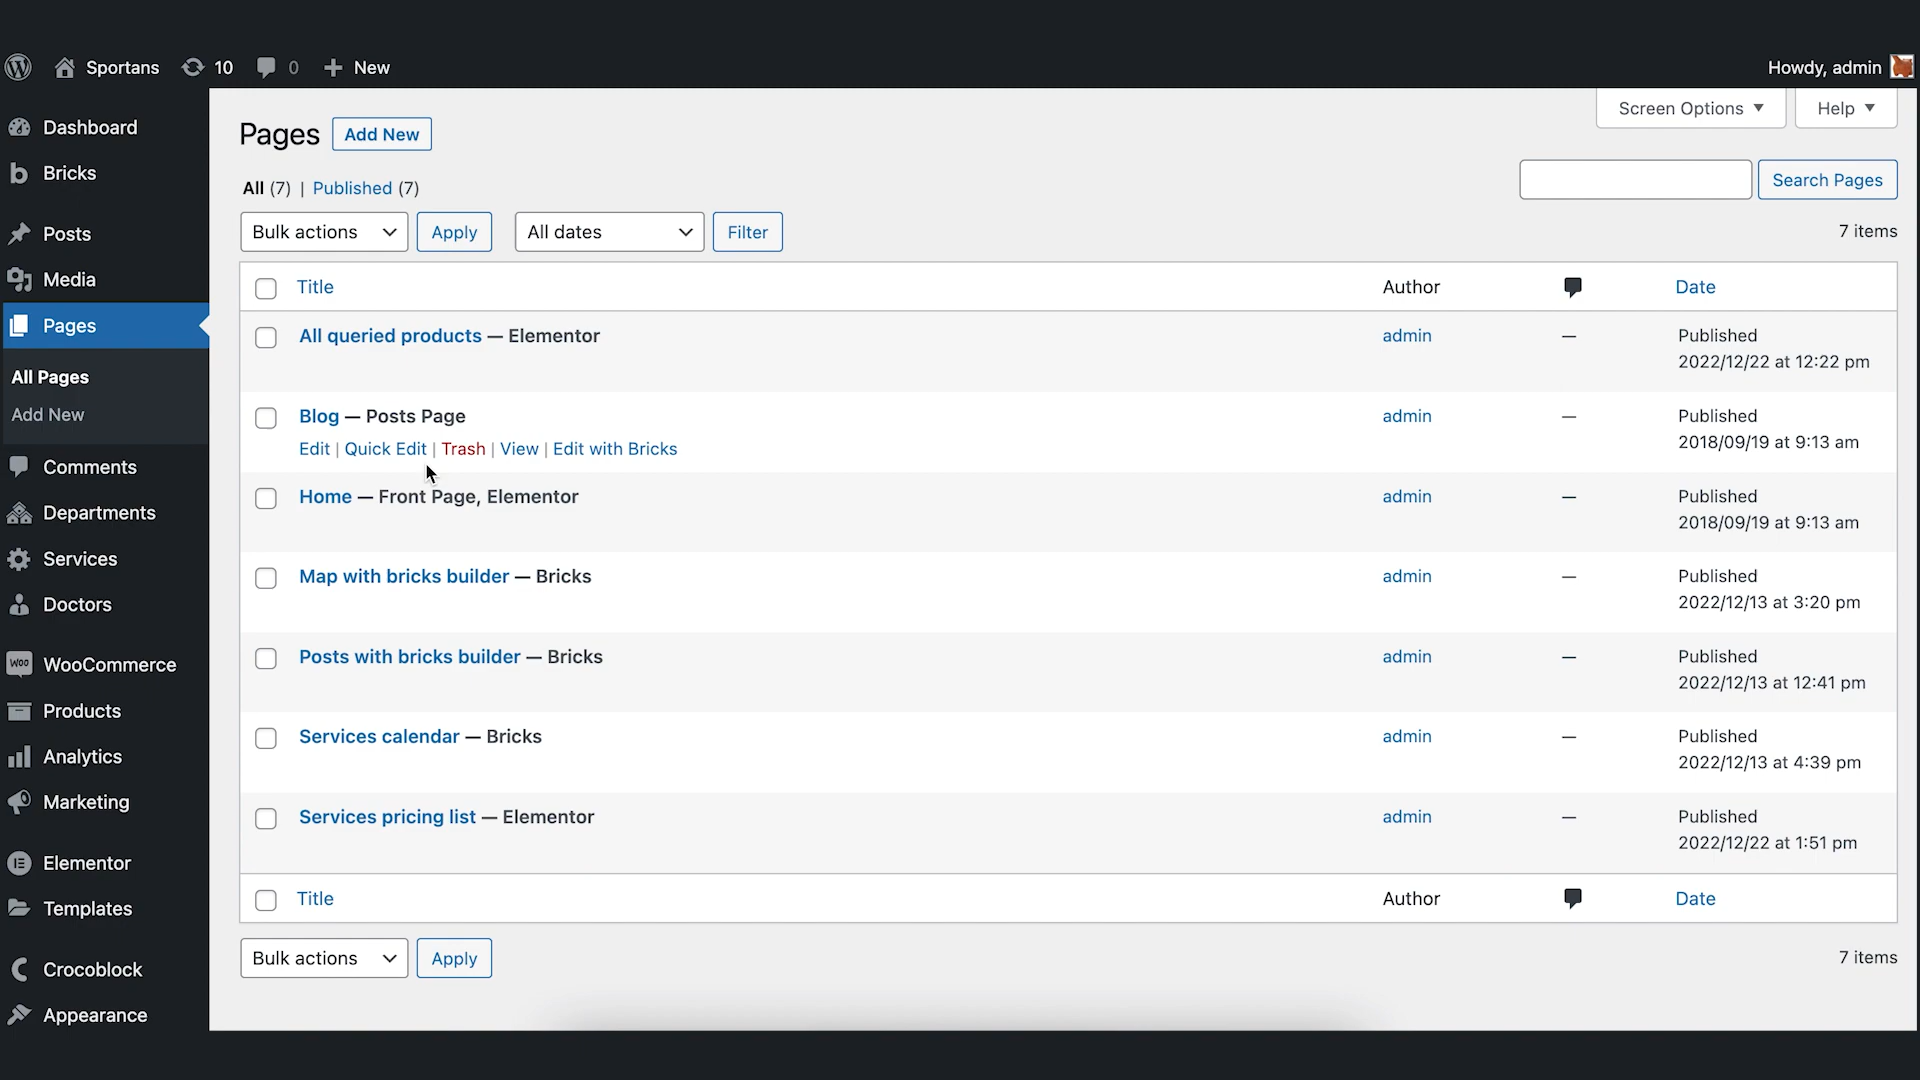 Sportans 10 0 New Howdy, admin
Screen Options Help
Dashboard
Bricks
Posts
Media
Pages
All Pages
Add New
Comments
Departments
Services
Doctors
WOO WooCommerce
Products
Analytics
Marketing
Elementor
Templates
Crocoblock
Appearance
Pages Add New
All (7) | Published (7)
Search Pages
Bulk actions Apply All dates Filter 7 items
Title Author Date
All queried products — Elementor admin — Published
2022/12/22 at 12:22 pm
Blog — Posts Page admin — Published
2018/09/19 at 9:13 am
Edit | Quick Edit | Trash | View | Edit with Bricks
Home — Front Page, Elementor admin — Published
2018/09/19 at 9:13 am
Map with bricks builder — Bricks admin — Published
2022/12/13 at 3:20 pm
Posts with bricks builder — Bricks admin — Published
2022/12/13 at 12:41 pm
Services calendar — Bricks admin — Published
2022/12/13 at 4:39 pm
Services pricing list — Elementor admin — Published
2022/12/22 at 1:51 pm
Title Author Date
Bulk actions Apply 7 items